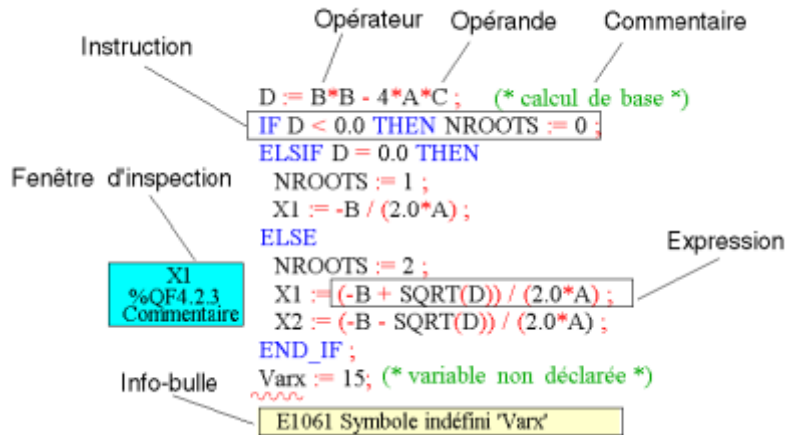 Opérateur Opérande Commentaire
Instruction
D := B*B - 4*A*C ; (* calcul de base *)
IF D < 0.0 THEN NROOTS := 0 ;
ELSIF D = 0.0 THEN
Fenêtre d'inspection
NROOTS := 1 ;
X1 := -B / (2.0*A) ;
ELSE
Expression
NROOTS := 2 ;
X1
%QF4.2.3
Commentaire
X1 := (-B + SQRT(D)) / (2.0*A) ;
X2 := (-B - SQRT(D)) / (2.0*A) ;
END_IF ;
Info-bulle
Varx := 15; (* variable non déclarée *)
E1061 Symbole indéfini 'Varx'